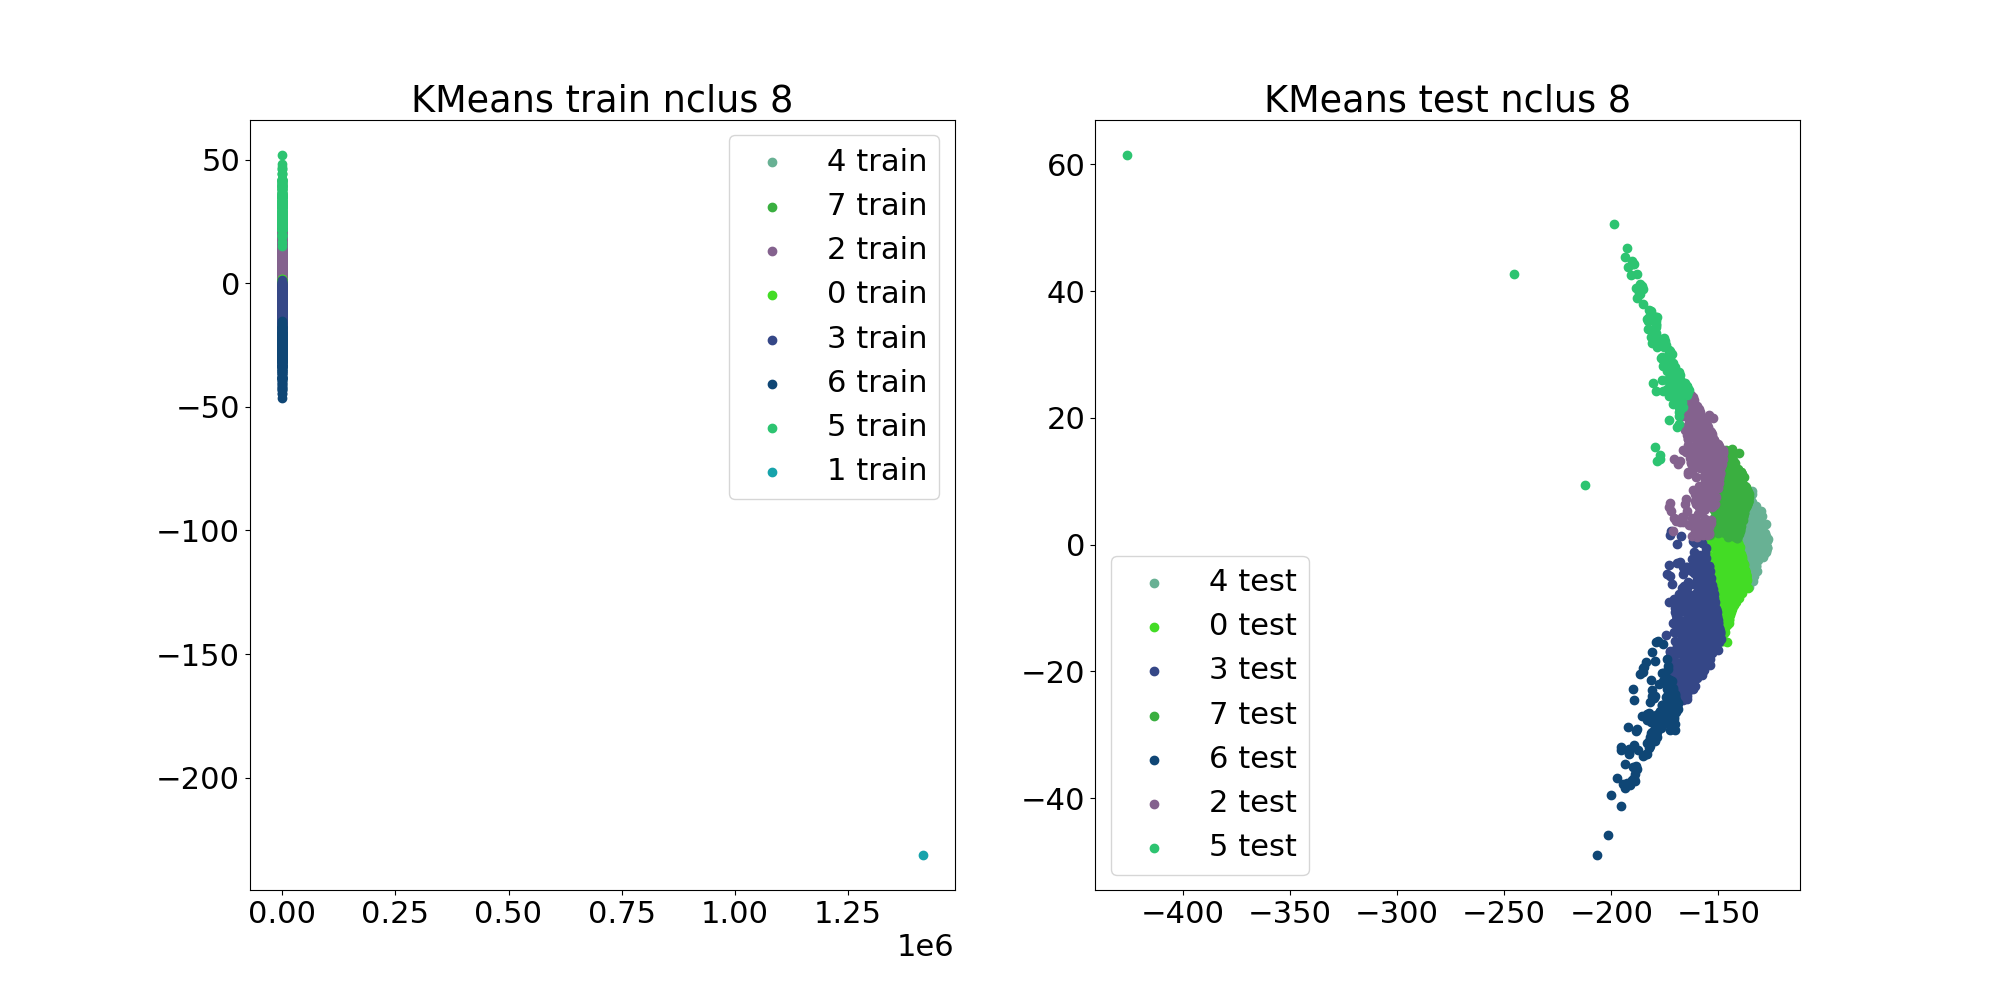 KMeans train nclus 8
50
0
−50
−100
−150
−200
0.00 0.25 0.50 0.75 1.00 1.25
1e6
4 train
7 train
2 train
0 train
3 train
6 train
5 train
1 train
KMeans test nclus 8
60
40
20
0
−20
−40
−400 −350 −300 −250 −200 −150
4 test
0 test
3 test
7 test
6 test
2 test
5 test